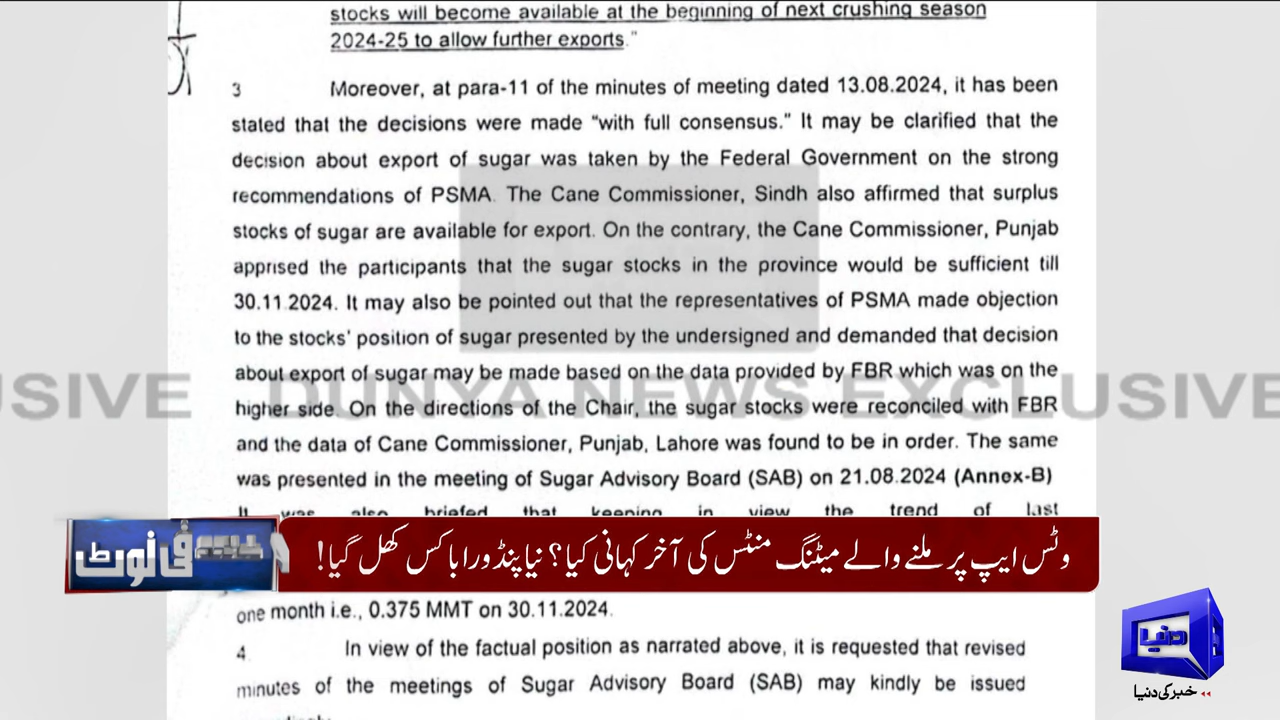 stocks will become available at the beginning of next crushing season
2024-25 to allow further exports."
3 Moreover, at para-11 of the minutes of meeting dated 13.08.2024, it has been
stated that the decisions were made "with full consensus." It may be clarified that the
decision about export of sugar was taken by the Federal Government on the strong
recommendations of PSMA. The Cane Commissioner, Sindh also affirmed that surplus
stocks of sugar are available for export. On the contrary, the Cane Commissioner, Punjab
apprised the participants that the sugar stocks in the province would be sufficient till
30.11.2024. It may also be pointed out that the representatives of PSMA made objection
to the stocks' position of sugar presented by the undersigned and demanded that decision
about export of sugar may be made based on the data provided by FBR which was on the
higher side. On the directions of the Chair, the sugar stocks were reconciled with FBR
and the data of Cane Commissioner, Punjab, Lahore was found to be in order. The same
was presented in the meeting of Sugar Advisory Board (SAB) on 21.08.2024 (Annex-B)
It was also briefed that keeping in view the trend of last
one month i.e., 0.375 MMT on 30.11.2024.
4 In view of the factual position as narrated above, it is requested that revised
minutes of the meetings of Sugar Advisory Board (SAB) may kindly be issued
USIVE DUNYA NEWS EXCLUSIVE
وٹس ایپ پر ملنے والے میٹنگ منٹس کی آخر کہانی کیا؟ نیا پنڈورا باکس کھل گیا!
نوٹ
دنیا
خبر کی دنیا